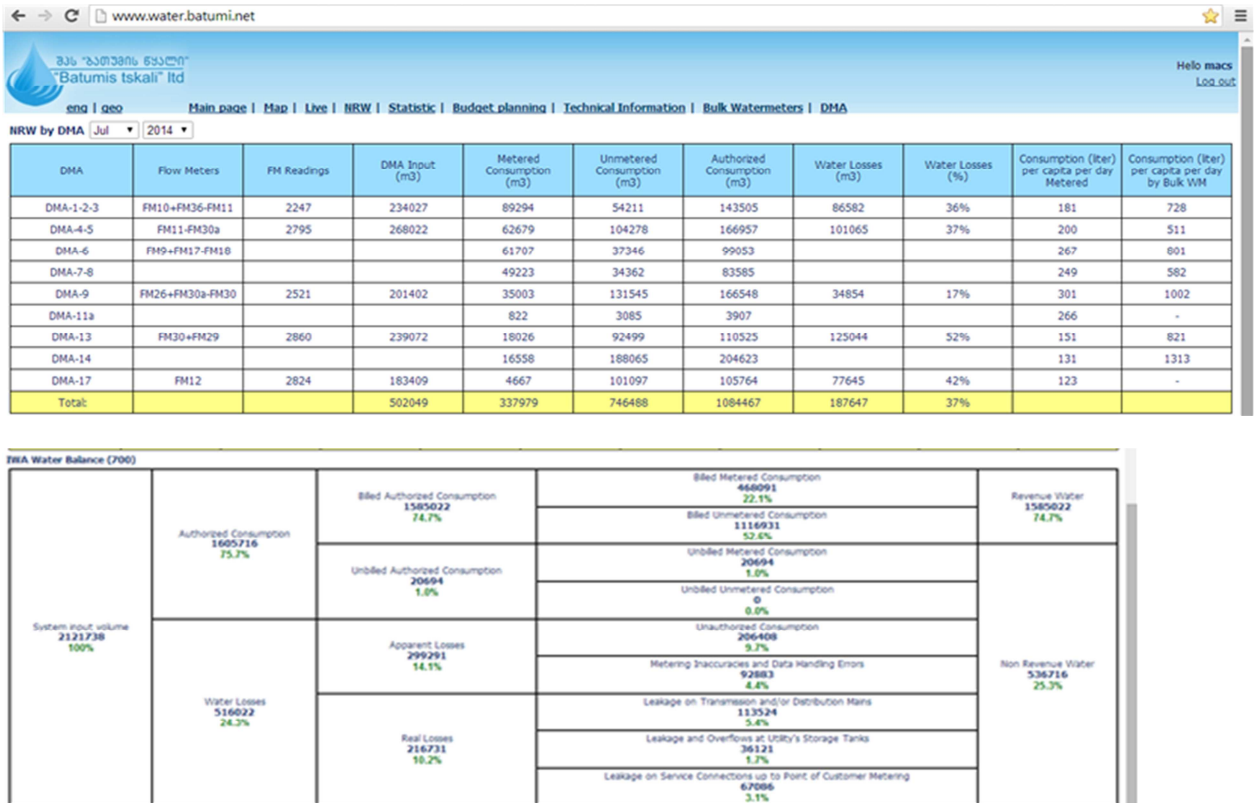 www.water.batumi.net
შპს "ბათუმის წყალი"
"Batumis tskali" ltd
Hello macs
Log out
eng | geo Main page | Map | Live | NRW | Statistic | Budget planning | Technical Information | Bulk Watermeters | DMA
NRW by DMA Jul 2014
DMA Flow Meters FM Readings DMA Input (m3) Metered Consumption (m3) Unmetered Consumption (m3) Authorized Consumption (m3) Water Losses (m3) Water Losses (%) Consumption (liter) per capita per day Metered Consumption (liter) per capita per day by Bulk WM
DMA-1-2-3 FM10+FM36-FM11 2247 234027 89294 54211 143505 86582 36% 181 728
DMA-4-5 FM11-FM30a 2795 268022 62679 104278 166957 101065 37% 200 511
DMA-6 FM9+FM17-FM18 61707 37346 99053 267 801
DMA-7-8 49223 34362 83585 249 582
DMA-9 FM26+FM30a-FM30 2521 201402 35003 131545 166548 34854 17% 301 1002
DMA-11a 822 3085 3907 266 -
DMA-13 FM30+FM29 2860 239072 18026 92499 110525 125044 52% 151 821
DMA-14 16558 188065 204623 131 1313
DMA-17 FM12 2824 183409 4667 101097 105764 77645 42% 123 -
Total: 502049 337979 746488 1084467 187647 37%
IWA Water Balance (700)
System input volume
2121738
100%
Authorized Consumption
1605716
75.7%
Water Losses
516022
24.3%
Billed Authorized Consumption
1585022
74.7%
Unbilled Authorized Consumption
20694
1.0%
Apparent Losses
299291
14.1%
Real Losses
216731
10.2%
Billed Metered Consumption
468091
22.1%
Billed Unmetered Consumption
1116931
52.6%
Unbilled Metered Consumption
20694
1.0%
Unbilled Unmetered Consumption
0
0.0%
Unauthorized Consumption
206408
9.7%
Metering Inaccuracies and Data Handling Errors
92883
4.4%
Leakage on Transmission and/or Distribution Mains
113524
5.4%
Leakage and Overflows at Utility's Storage Tanks
36121
1.7%
Leakage on Service Connections up to Point of Customer Metering
67086
3.1%
Revenue Water
1585022
74.7%
Non Revenue Water
536716
25.3%